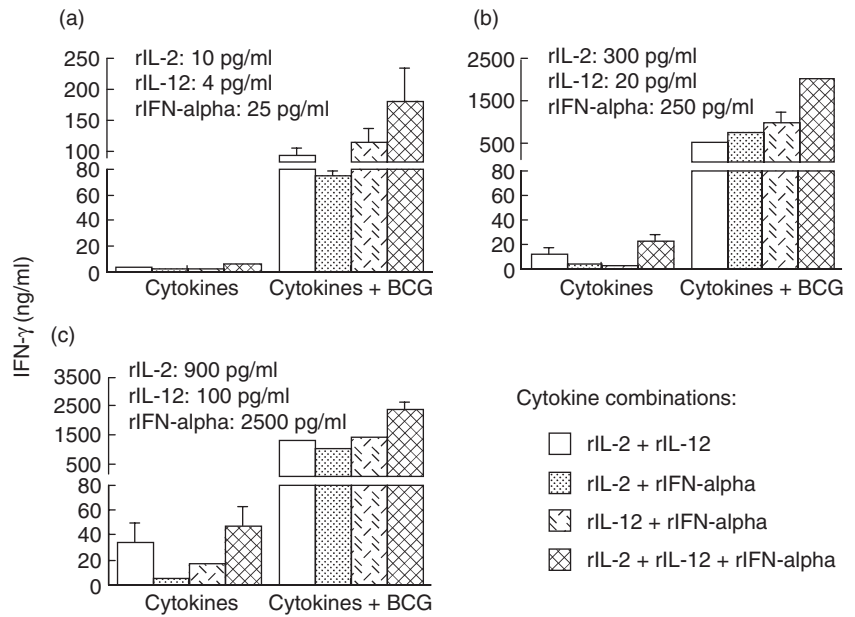 (a)
rIL-2: 10 pg/ml
rIL-12: 4 pg/ml
rIFN-alpha: 25 pg/ml
250
200
150
100
80
60
40
20
0
Cytokines
Cytokines + BCG
(b)
rIL-2: 300 pg/ml
rIL-12: 20 pg/ml
rIFN-alpha: 250 pg/ml
2500
1500
500
80
60
40
20
0
Cytokines
Cytokines + BCG
IFN-γ (ng/ml)
(c)
rIL-2: 900 pg/ml
rIL-12: 100 pg/ml
rIFN-alpha: 2500 pg/ml
3500
2500
1500
500
80
60
40
20
0
Cytokines
Cytokines + BCG
Cytokine combinations:
rIL-2 + rIL-12
rIL-2 + rIFN-alpha
rIL-12 + rIFN-alpha
rIL-2 + rIL-12 + rIFN-alpha